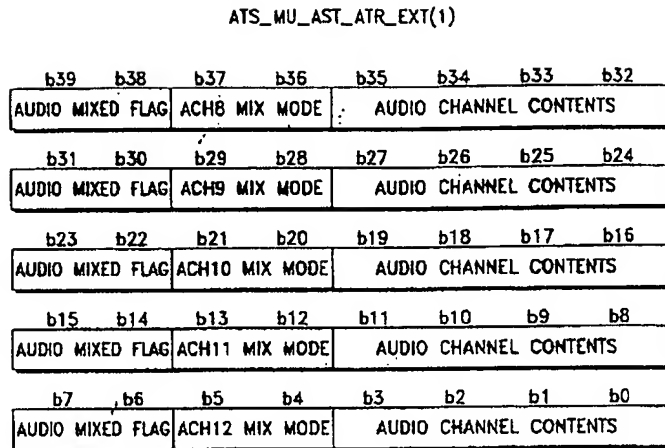 ATS_MU_AST_ATR_EXT(1)
b39 b38 b37 b36 b35 b34 b33 b32
AUDIO MIXED FLAG ACH8 MIX MODE AUDIO CHANNEL CONTENTS
b31 b30 b29 b28 b27 b26 b25 b24
AUDIO MIXED FLAG ACH9 MIX MODE AUDIO CHANNEL CONTENTS
b23 b22 b21 b20 b19 b18 b17 b16
AUDIO MIXED FLAG ACH10 MIX MODE AUDIO CHANNEL CONTENTS
b15 b14 b13 b12 b11 b10 b9 b8
AUDIO MIXED FLAG ACH11 MIX MODE AUDIO CHANNEL CONTENTS
b7 b6 b5 b4 b3 b2 b1 b0
AUDIO MIXED FLAG ACH12 MIX MODE AUDIO CHANNEL CONTENTS